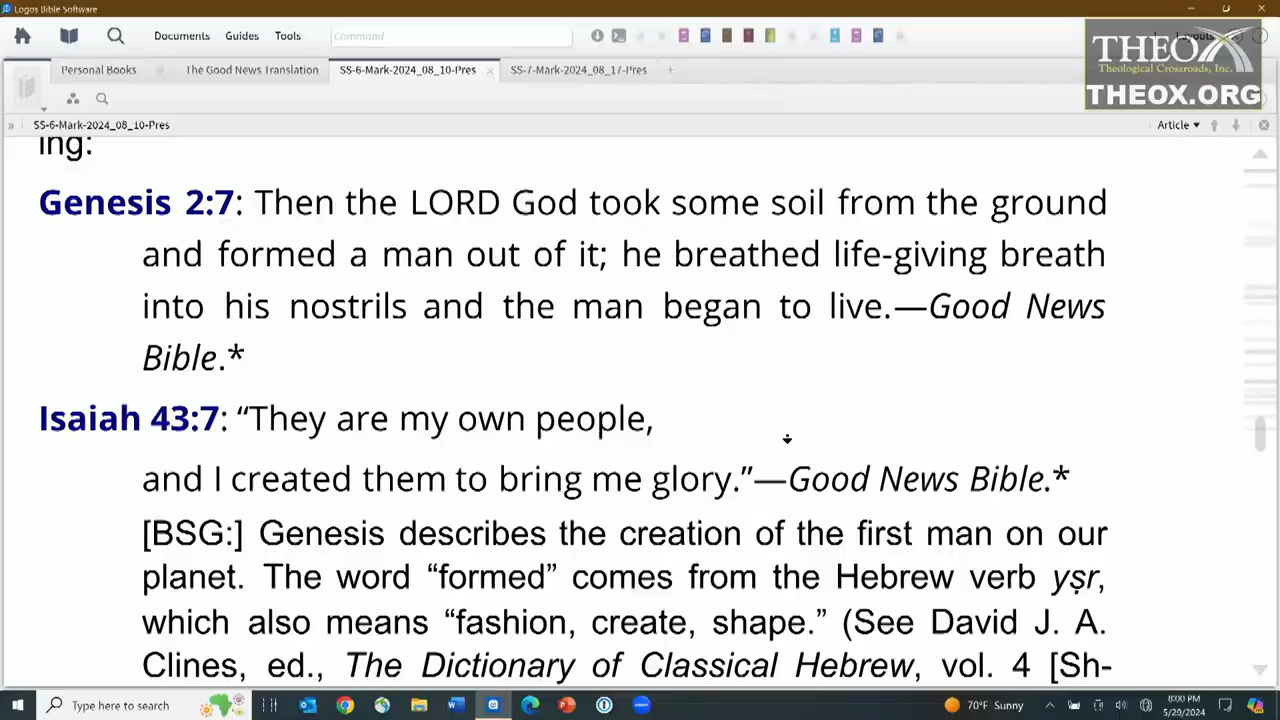 Logos Bible Software
Documents Guides Tools Command Layouts
THEOX
Theological Crossroads, Inc.
THEOX.ORG
Personal Books The Good News Translation SS-6-Mark-2024_08_10-Pres SS-7-Mark-2024_08_17-Pres
SS-6-Mark-2024_08_10-Pres Article
ing:
Genesis 2:7: Then the LORD God took some soil from the ground
and formed a man out of it; he breathed life-giving breath
into his nostrils and the man began to live.—Good News
Bible.*
Isaiah 43:7: “They are my own people,
and I created them to bring me glory.”—Good News Bible.*
[BSG:] Genesis describes the creation of the first man on our
planet. The word “formed” comes from the Hebrew verb yṣr,
which also means “fashion, create, shape.” (See David J. A.
Clines, ed., The Dictionary of Classical Hebrew, vol. 4 [Sh-
Type here to search 70°F Sunny 8:00 PM
5/29/2024